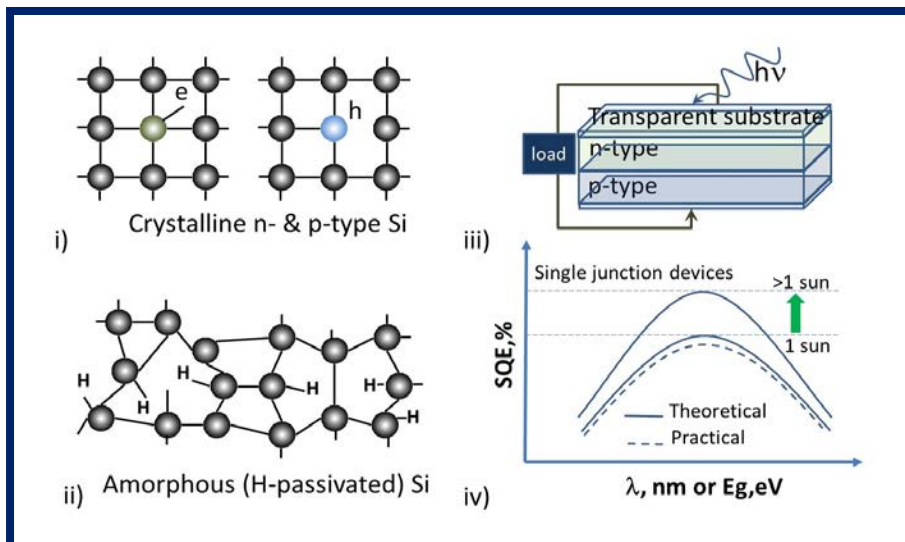 e
h
Crystalline n- & p-type Si
i)
H
H
H
H
H
H
Amorphous (H-passivated) Si
ii)
hν
Transparent substrate
load
n-type
p-type
iii)
Single junction devices
>1 sun
1 sun
SQE,%
Theoretical
Practical
λ, nm or Eg,eV
iv)